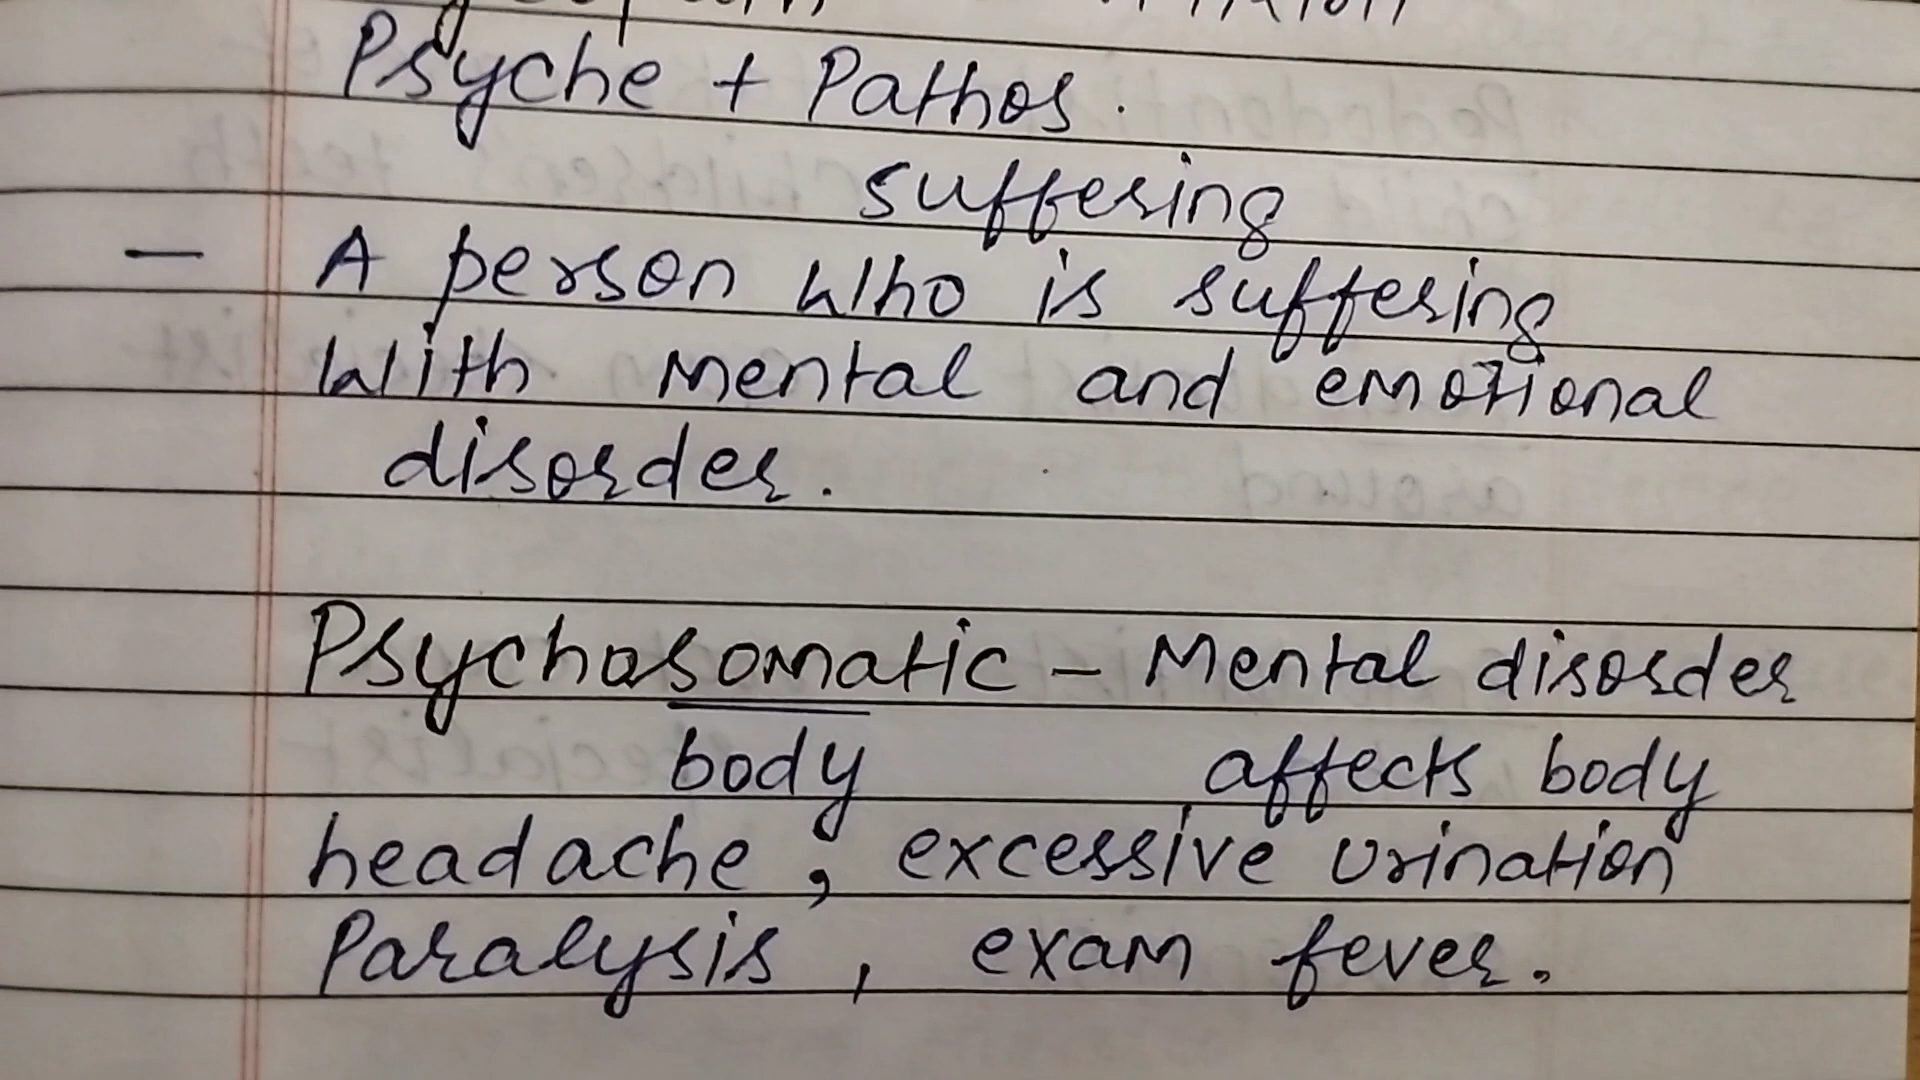 Psyche + Pathos.
suffering
— A person who is suffering
with mental and emotional
disorder.
Psychosomatic - Mental disorder
body affects body
headache, excessive urination
Paralysis, exam fever.